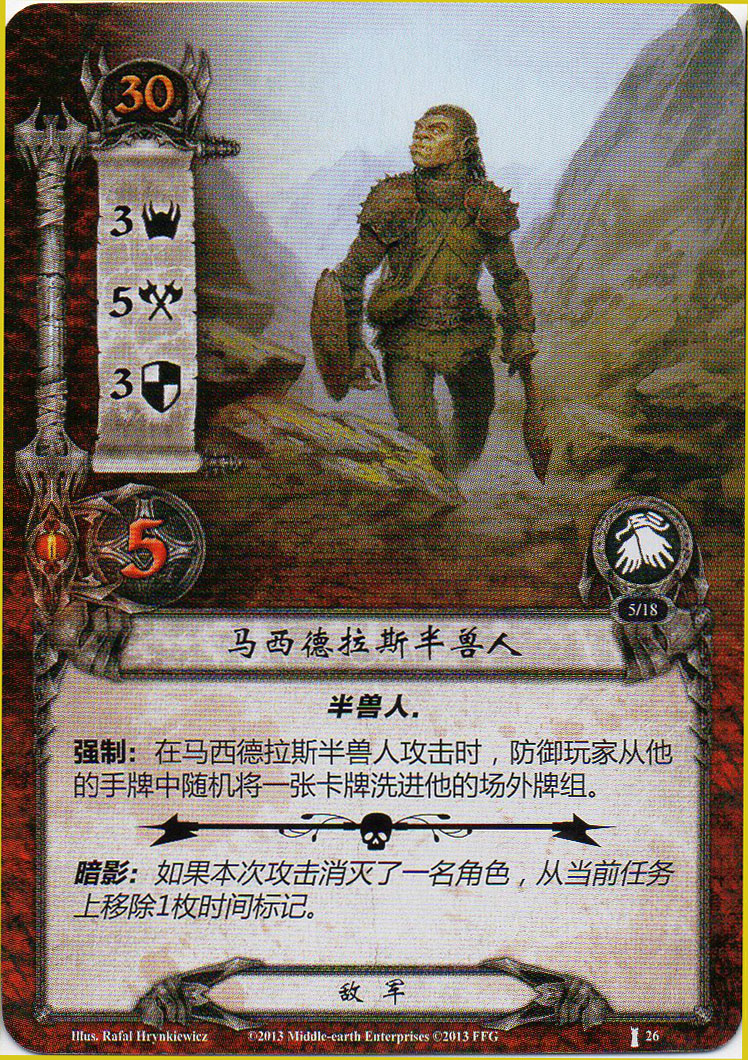 30
3
5
3
5
5/18
马西德拉斯半兽人
半兽人.
强制：在马西德拉斯半兽人攻击时，防御玩家从他
的手牌中随机将一张卡牌洗进他的场外牌组。
暗影：如果本次攻击消灭了一名角色，从当前任务
上移除1枚时间标记。
敌军
Illus. Rafal Hrynkiewicz ©2013 Middle-earth Enterprises ©2013 FFG 26